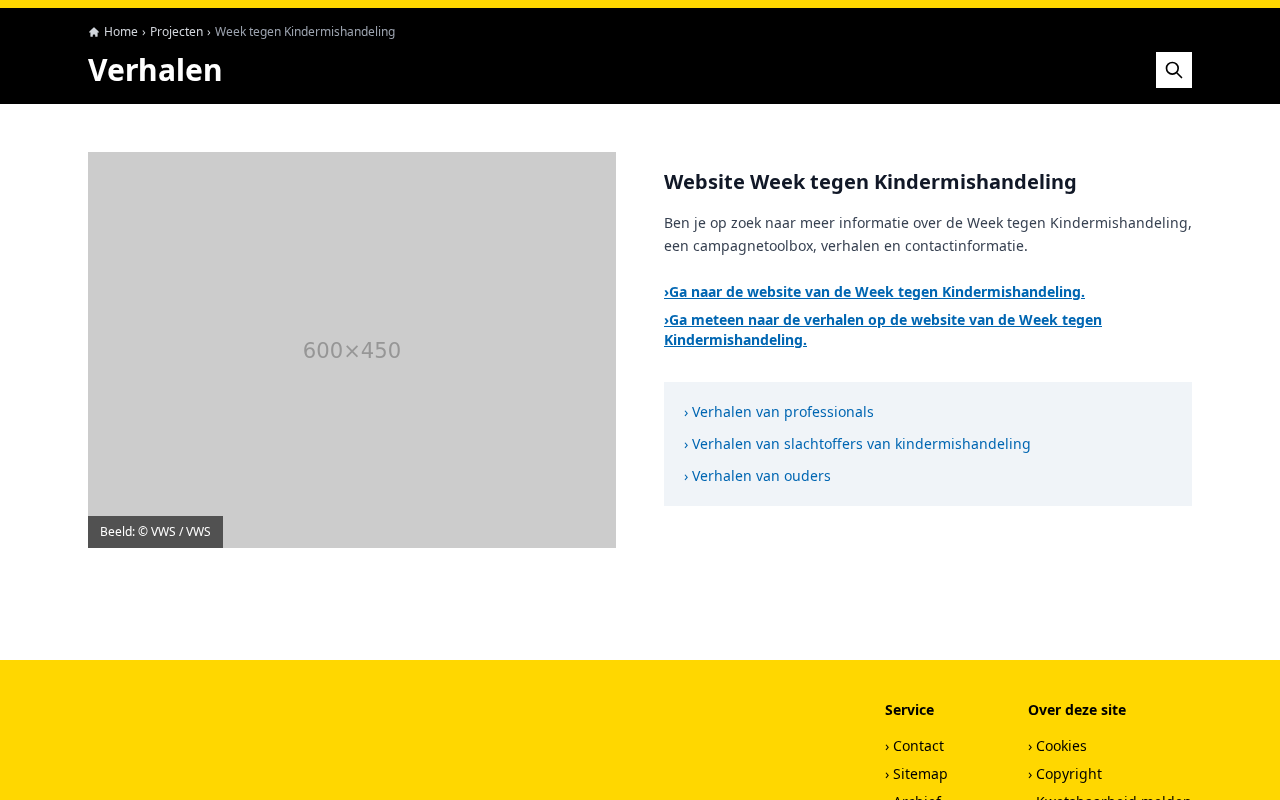 Home › Projecten › Week tegen Kindermishandeling
Verhalen
600×450
Beeld: © VWS / VWS
Website Week tegen Kindermishandeling
Ben je op zoek naar meer informatie over de Week tegen Kindermishandeling,
een campagnetoolbox, verhalen en contactinformatie.
›Ga naar de website van de Week tegen Kindermishandeling.
›Ga meteen naar de verhalen op de website van de Week tegen
Kindermishandeling.
› Verhalen van professionals
› Verhalen van slachtoffers van kindermishandeling
› Verhalen van ouders
Service
› Contact
› Sitemap
› Archief
Over deze site
› Cookies
› Copyright
› Kwetsbaarheid melden